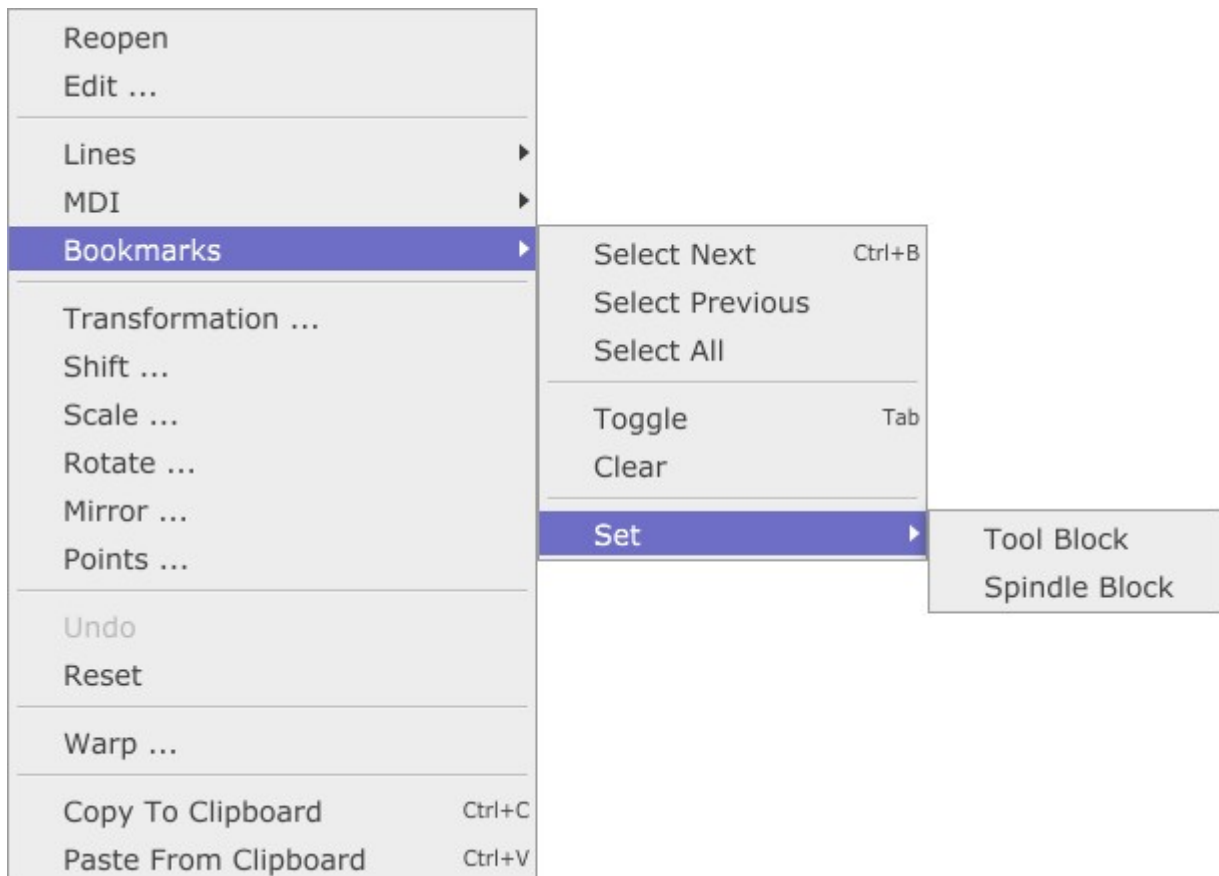 Reopen
Edit ...
Lines
MDI
Bookmarks
Transformation ...
Shift ...
Scale ...
Rotate ...
Mirror ...
Points ...
Undo
Reset
Warp ...
Copy To Clipboard Ctrl+C
Paste From Clipboard Ctrl+V
Select Next Ctrl+B
Select Previous
Select All
Toggle Tab
Clear
Set
Tool Block
Spindle Block